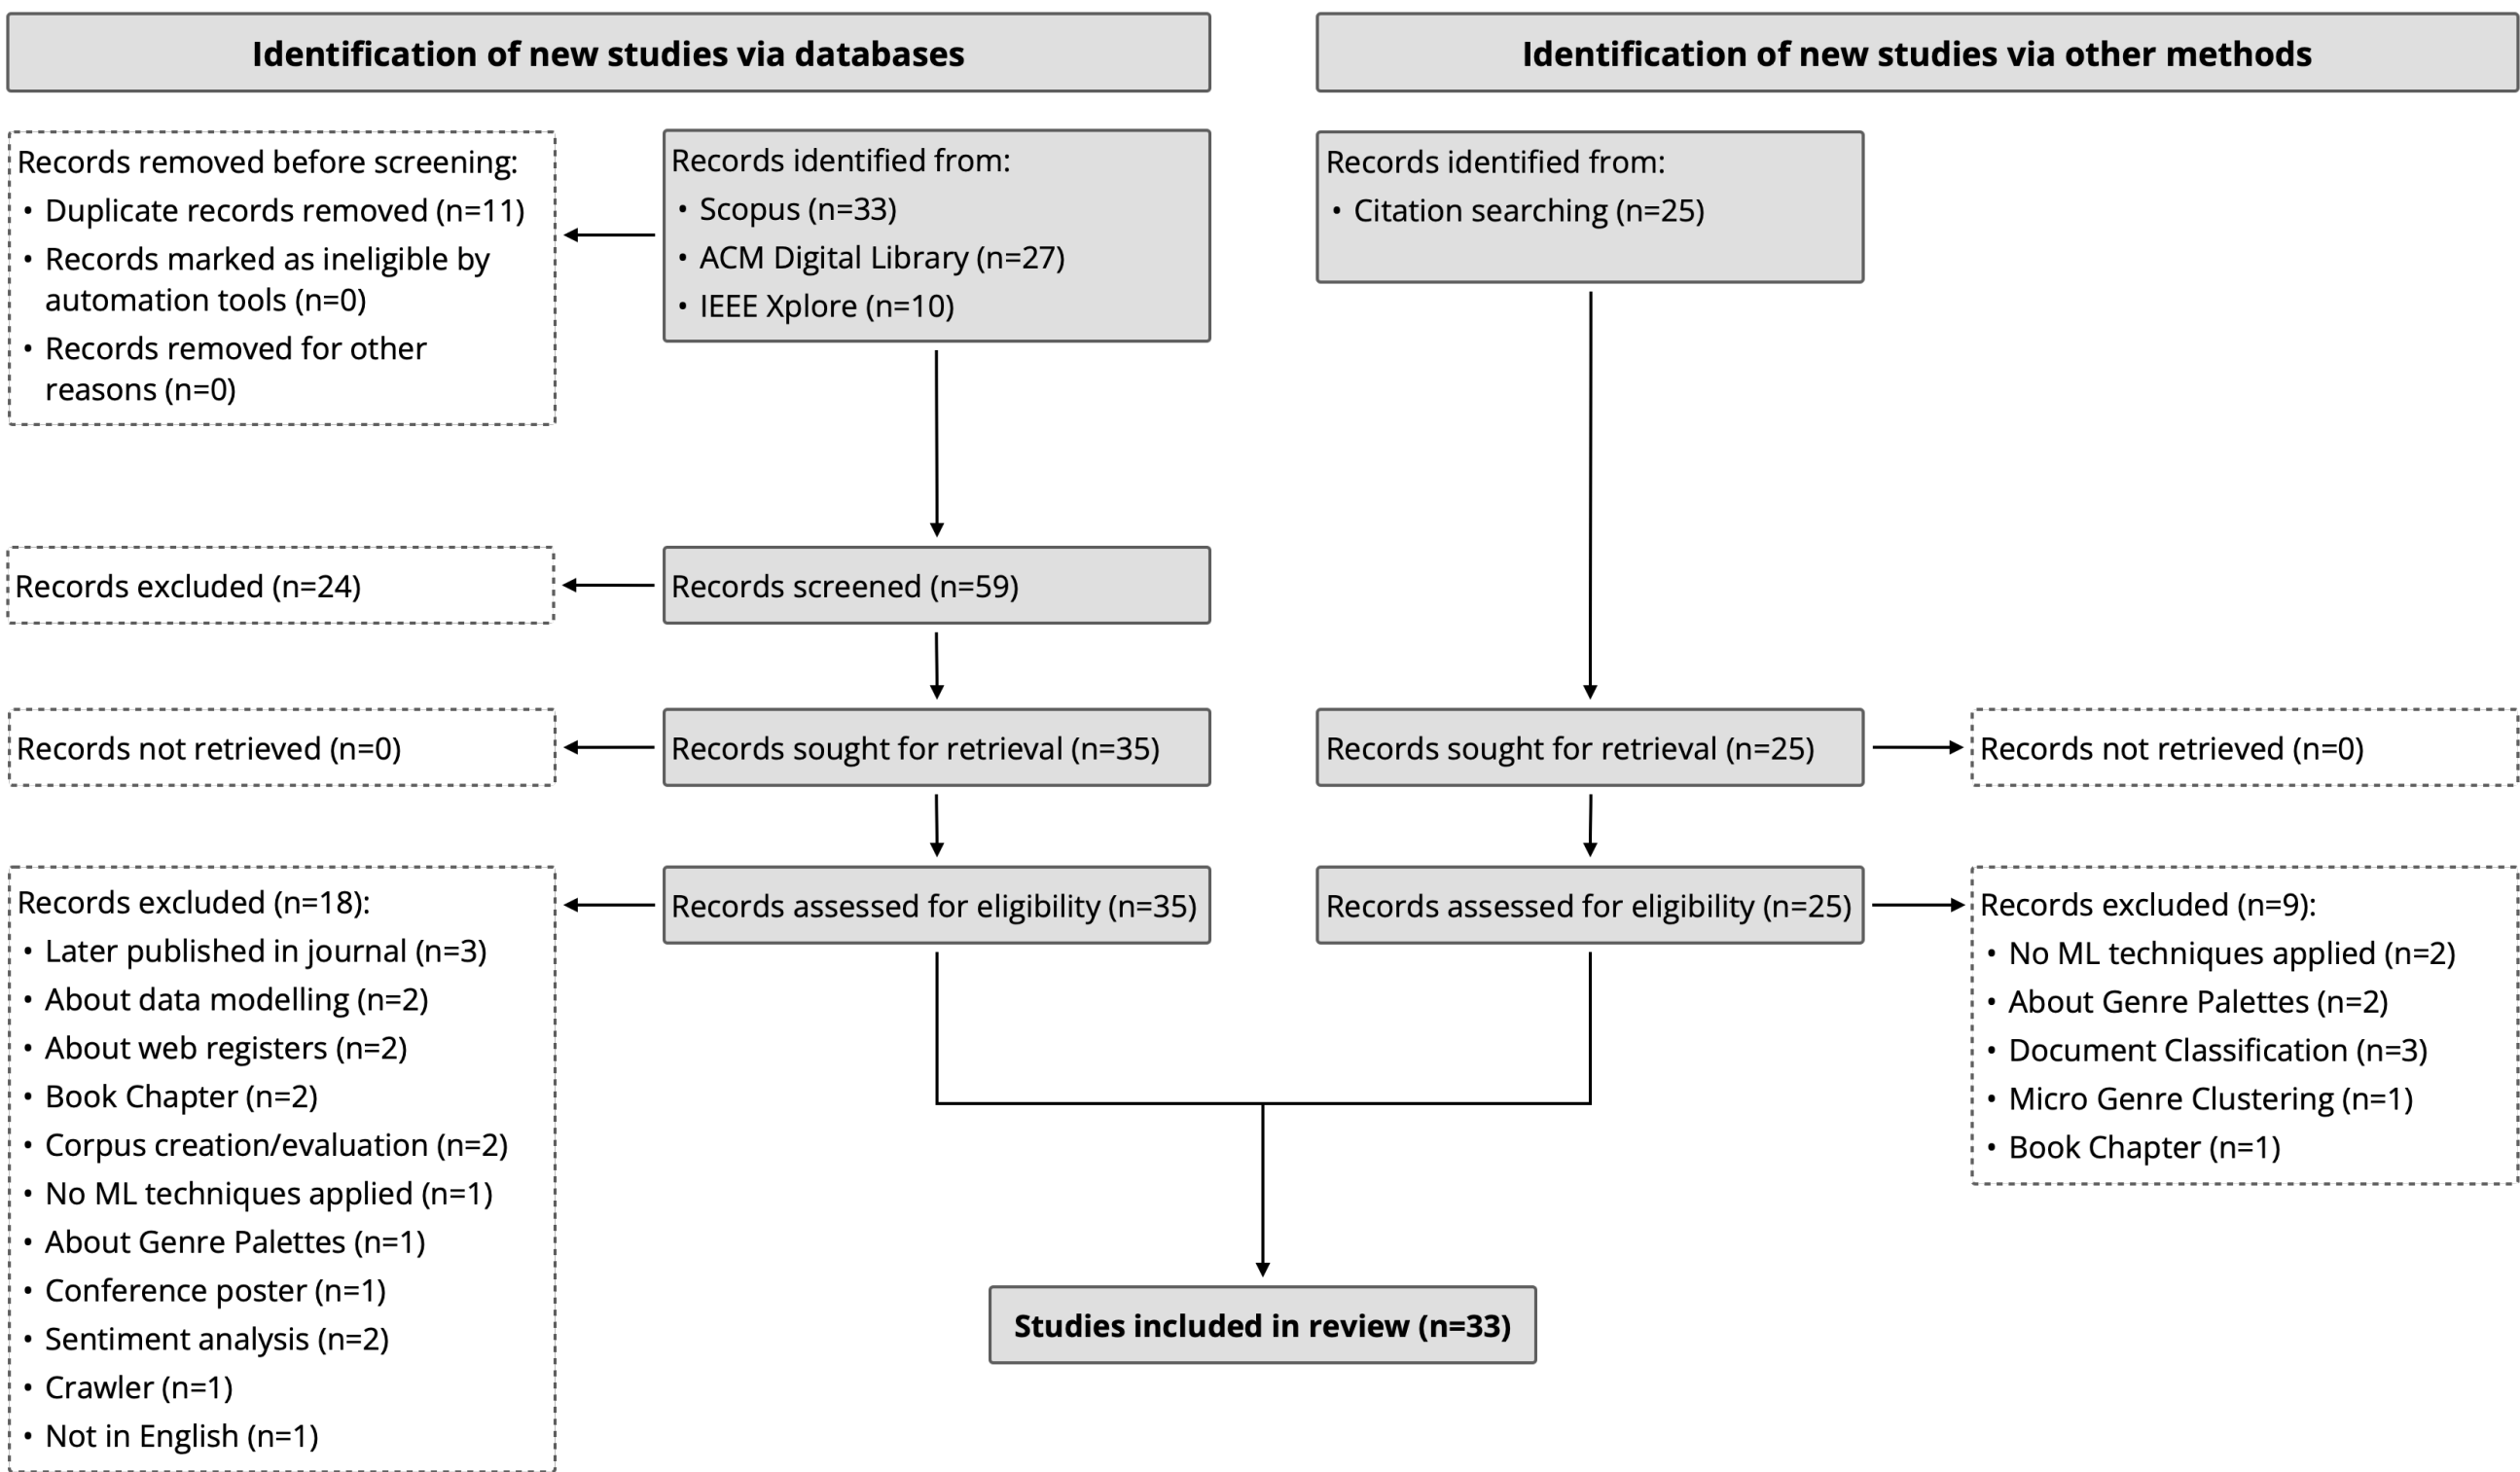 Identification of new studies via databases
Identification of new studies via other methods
Records removed before screening:
• Duplicate records removed (n=11)
• Records marked as ineligible by
automation tools (n=0)
• Records removed for other
reasons (n=0)
Records identified from:
• Scopus (n=33)
• ACM Digital Library (n=27)
• IEEE Xplore (n=10)
Records identified from:
• Citation searching (n=25)
Records excluded (n=24)
Records screened (n=59)
Records not retrieved (n=0)
Records sought for retrieval (n=35)
Records sought for retrieval (n=25)
Records not retrieved (n=0)
Records excluded (n=18):
• Later published in journal (n=3)
• About data modelling (n=2)
• About web registers (n=2)
• Book Chapter (n=2)
• Corpus creation/evaluation (n=2)
• No ML techniques applied (n=1)
• About Genre Palettes (n=1)
• Conference poster (n=1)
• Sentiment analysis (n=2)
• Crawler (n=1)
• Not in English (n=1)
Records assessed for eligibility (n=35)
Records assessed for eligibility (n=25)
Records excluded (n=9):
• No ML techniques applied (n=2)
• About Genre Palettes (n=2)
• Document Classification (n=3)
• Micro Genre Clustering (n=1)
• Book Chapter (n=1)
Studies included in review (n=33)